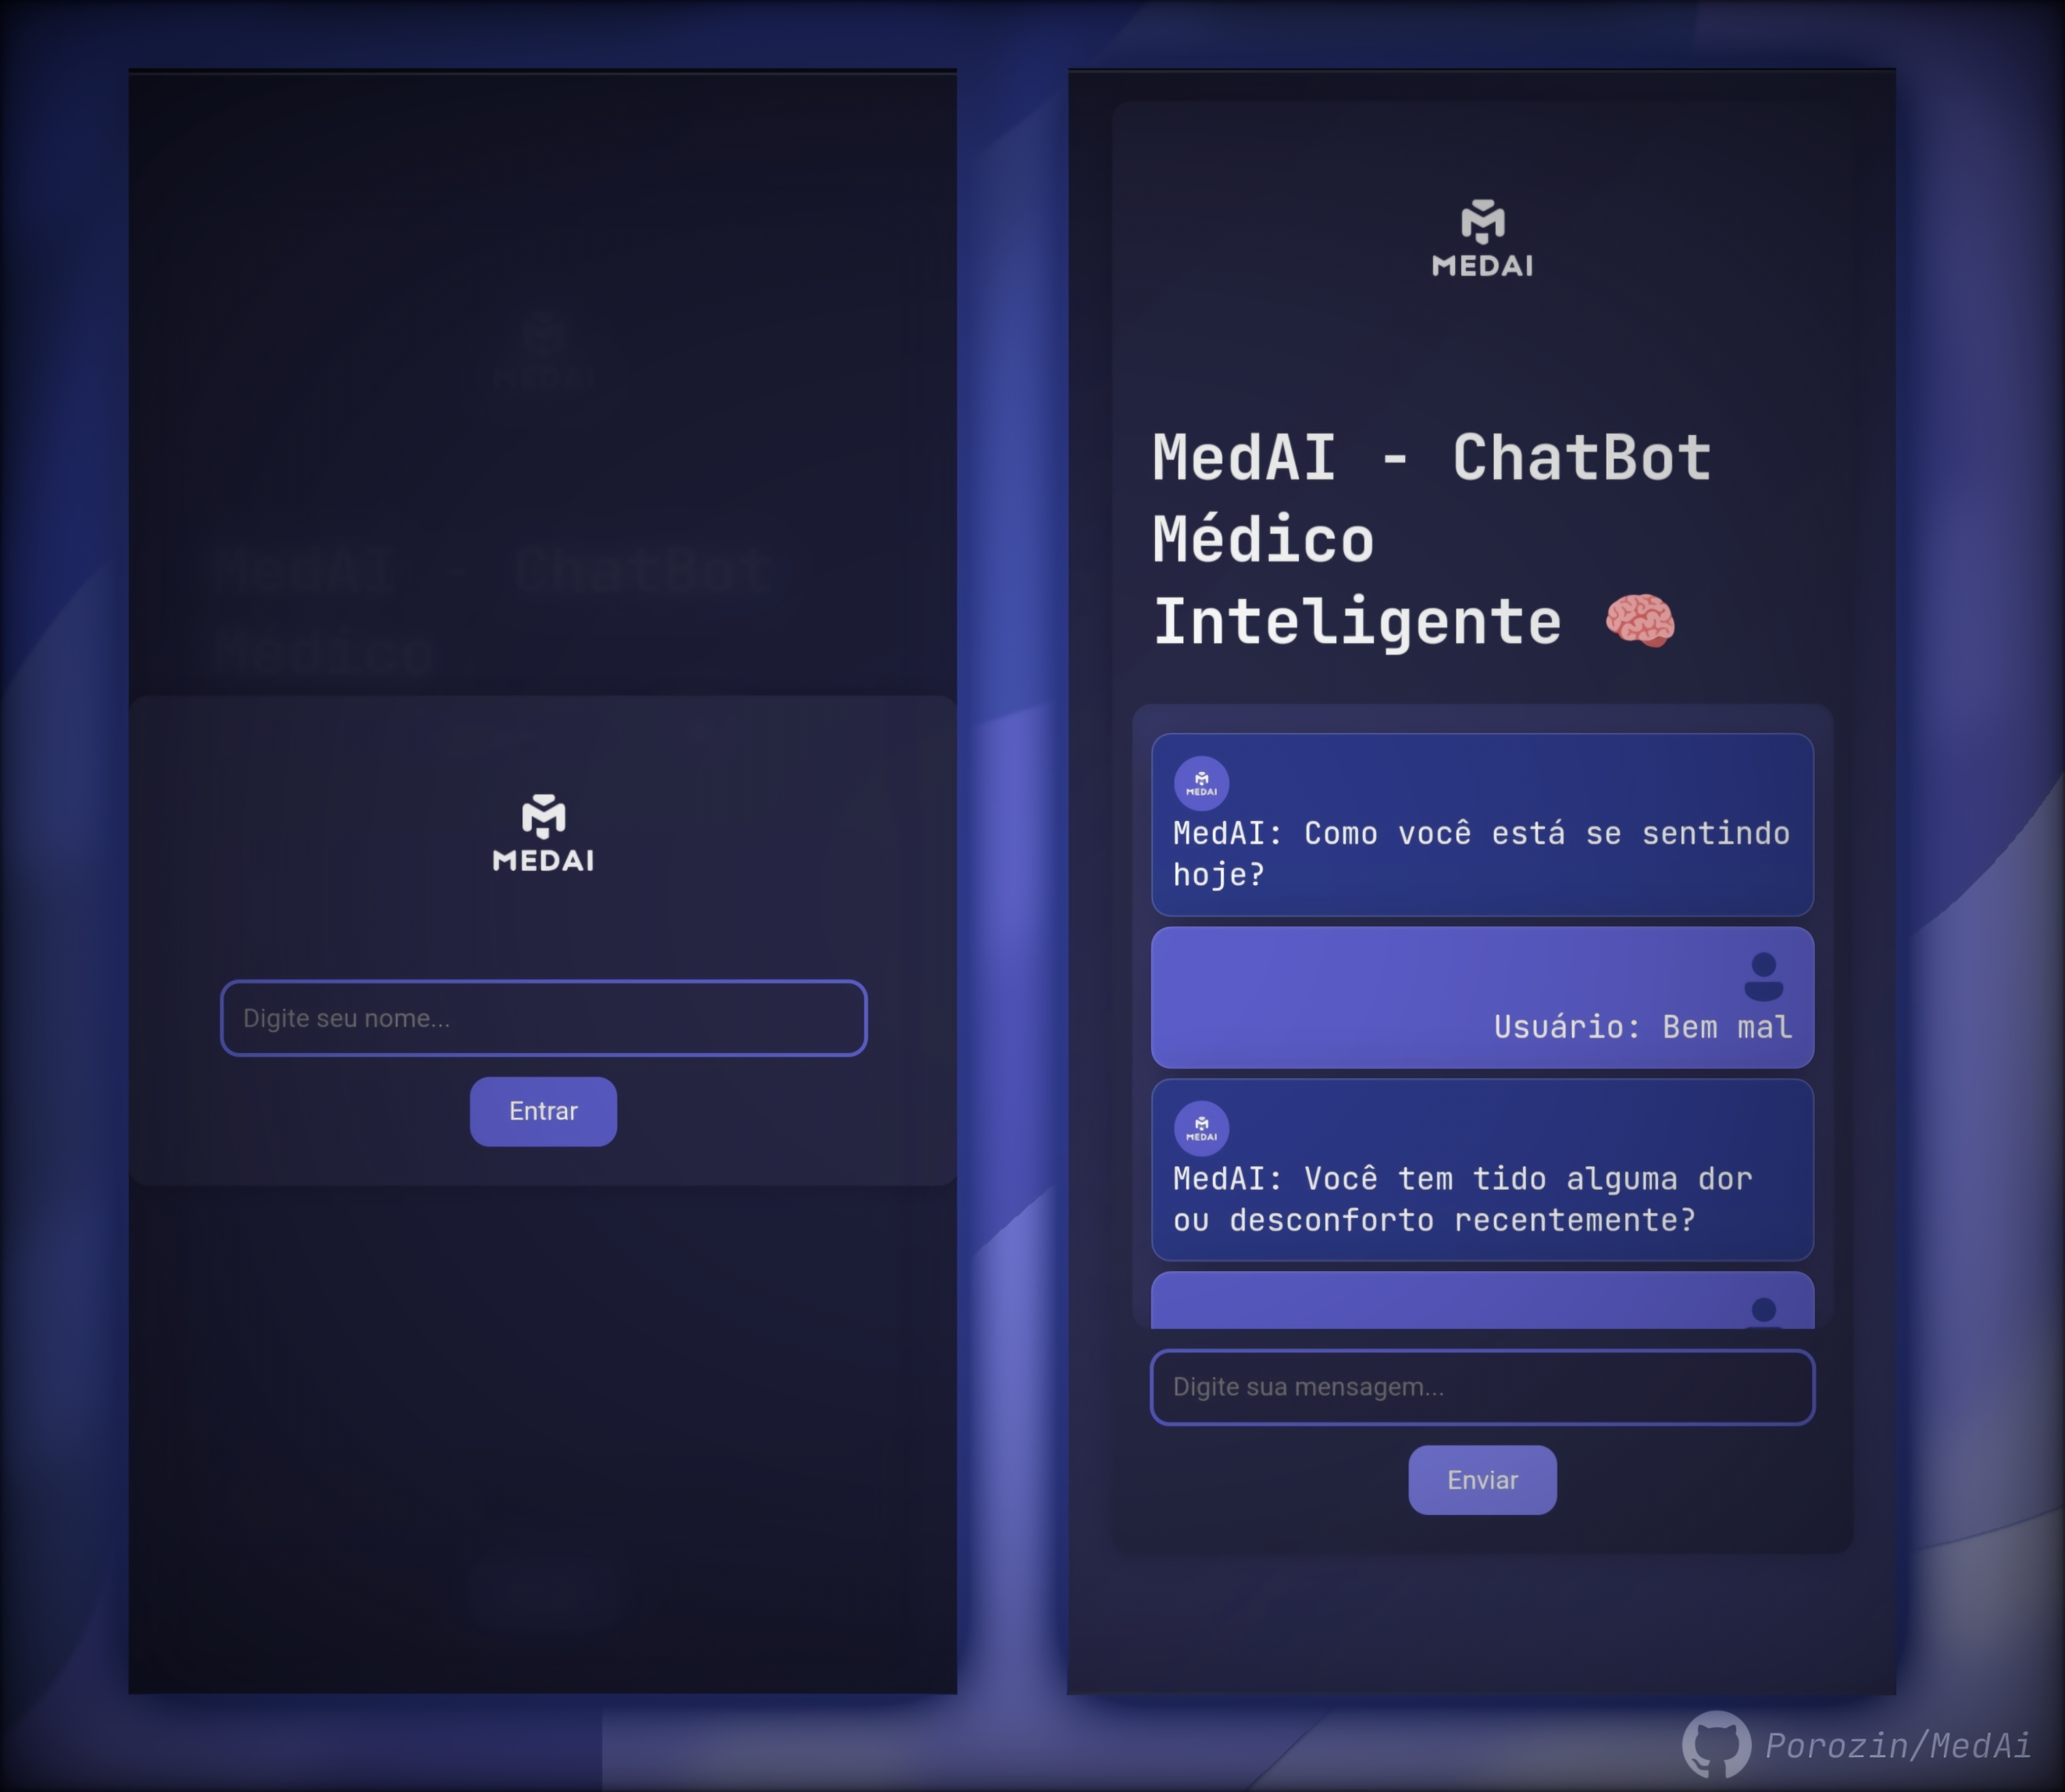 MedAI ChatBot
Médico
MEDAI
MEDAI
Digite seu nome...
Entrar
MEDAI
MedAI - ChatBot
Médico
Inteligente 🧠
MEDAI
MedAI: Como você está se sentindo
hoje?
Usuário: Bem mal
MEDAI
MedAI: Você tem tido alguma dor
ou desconforto recentemente?
Digite sua mensagem...
Enviar
Porozin/MedAi